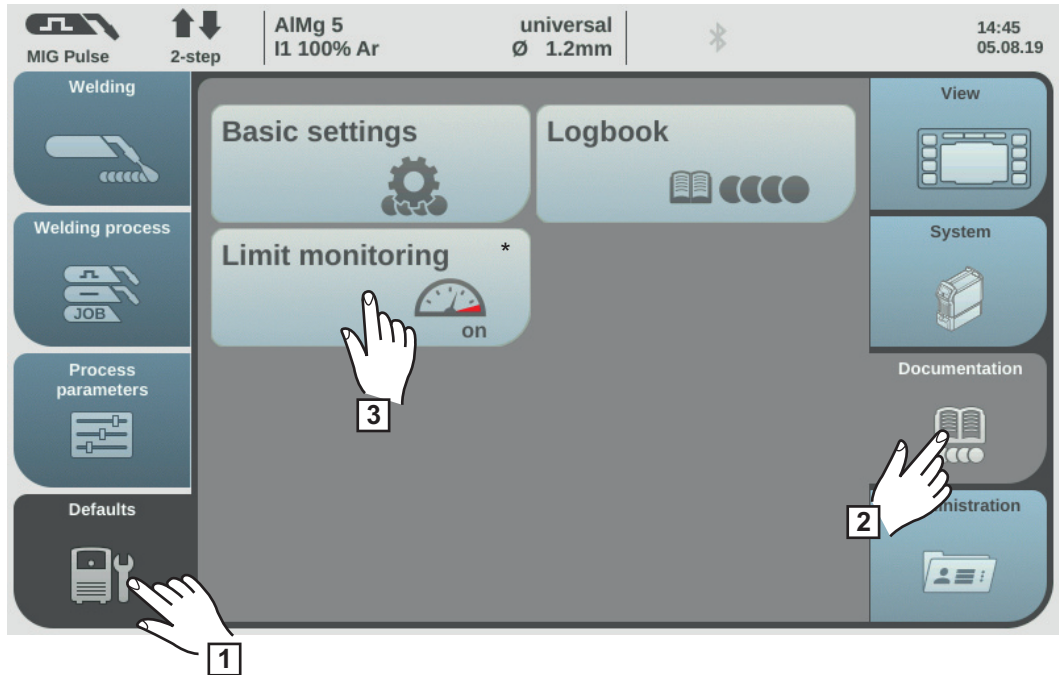 MIG Pulse
2-step
AlMg 5
I1 100% Ar
universal
Ø 1.2mm
14:45
05.08.19
Welding
Welding process
JOB
Process
parameters
Defaults
Basic settings
Logbook
Limit monitoring *
on
View
System
Documentation
nistration
1
2
3